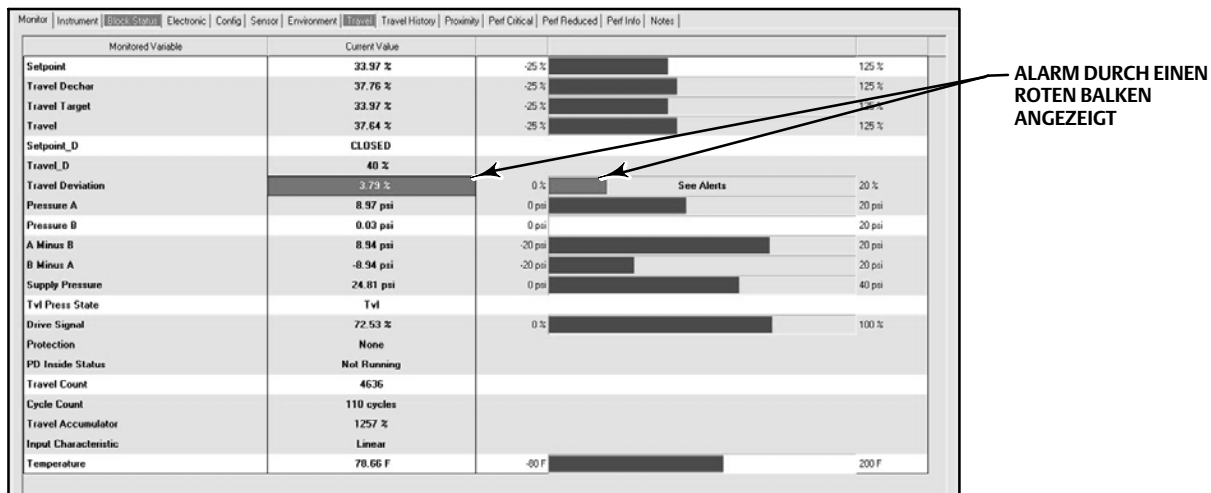 Monitor Instrument Block Status Electronic Config Sensor Environment Travel Travel History Proximity Perf Critical Perf Reduced Perf Info Notes
Monitored Variable Current Value
Setpoint 33.97 % -25 % 125 %
Travel Dechar 37.76 % -25 % 125 %
Travel Target 33.97 % -25 % 125 %
Travel 37.64 % -25 % 125 %
Setpoint_D CLOSED
Travel_D 40 %
Travel Deviation 3.79 % 0 % See Alerts 20 %
Pressure A 8.97 psi 0 psi 20 psi
Pressure B 0.03 psi 0 psi 20 psi
A Minus B 8.94 psi -20 psi 20 psi
B Minus A -8.94 psi -20 psi 20 psi
Supply Pressure 24.81 psi 0 psi 40 psi
Tvl Press State Tvl
Drive Signal 72.53 % 0 % 100 %
Protection None
PD Inside Status Not Running
Travel Count 4636
Cycle Count 110 cycles
Travel Accumulator 1257 %
Input Characteristic Linear
Temperature 78.66 F -80 F 200 F
ALARM DURCH EINEN
ROTEN BALKEN
ANGEZEIGT